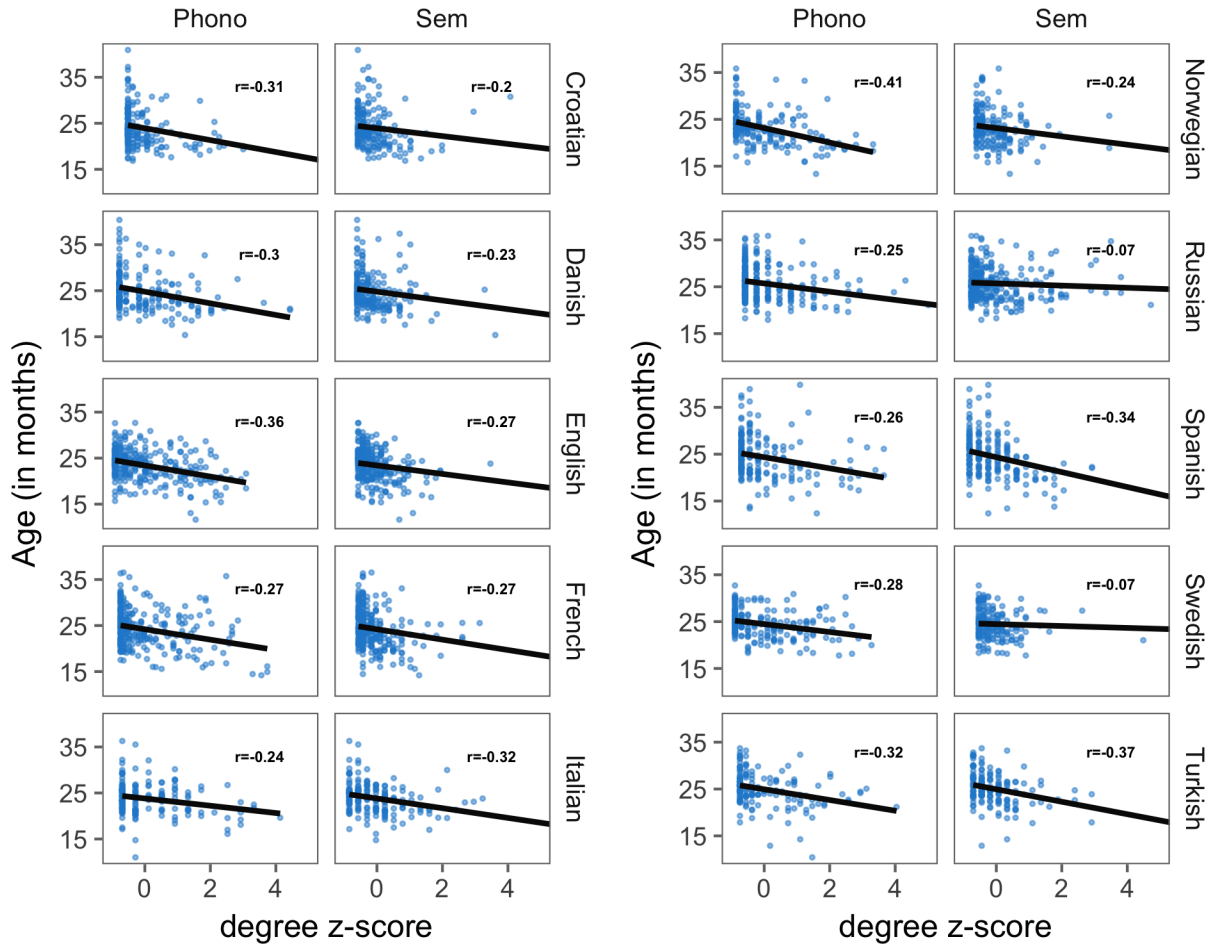 Phono Sem
r=-0.31 r=-0.2 Croatian
35
25
15
r=-0.3 r=-0.23 Danish
35
25
15
r=-0.36 r=-0.27 English
35
25
15
r=-0.27 r=-0.27 French
35
25
15
r=-0.24 r=-0.32 Italian
35
25
15
0 2 4 0 2 4
degree z-score
Age (in months)
Phono Sem
r=-0.41 r=-0.24 Norwegian
35
25
15
r=-0.25 r=-0.07 Russian
35
25
15
r=-0.26 r=-0.34 Spanish
35
25
15
r=-0.28 r=-0.07 Swedish
35
25
15
r=-0.32 r=-0.37 Turkish
35
25
15
0 2 4 0 2 4
degree z-score
Age (in months)